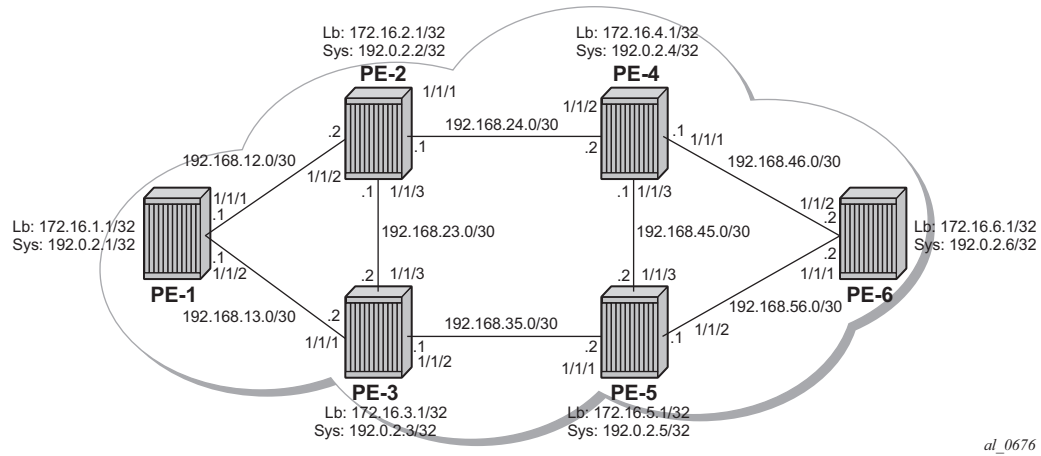 Lb: 172.16.2.1/32
Sys: 192.0.2.2/32
PE-2
Lb: 172.16.4.1/32
Sys: 192.0.2.4/32
PE-4
1/1/1
1/1/2
.2
192.168.24.0/30
.1
.2
.1
1/1/1
192.168.12.0/30
1/1/2
192.168.46.0/30
.1
1/1/3
.1
1/1/3
1/1/1
.1
1/1/2
.2
Lb: 172.16.1.1/32
Sys: 192.0.2.1/32
192.168.23.0/30
192.168.45.0/30
Lb: 172.16.6.1/32
Sys: 192.0.2.6/32
.1
1/1/2
.2
1/1/1
PE-1
.2
1/1/3
.2
1/1/3
PE-6
192.168.13.0/30
.2
192.168.35.0/30
192.168.56.0/30
1/1/1
.1
1/1/2
.2
1/1/1
.1
1/1/2
PE-3
Lb: 172.16.3.1/32
Sys: 192.0.2.3/32
PE-5
Lb: 172.16.5.1/32
Sys: 192.0.2.5/32
al_0676